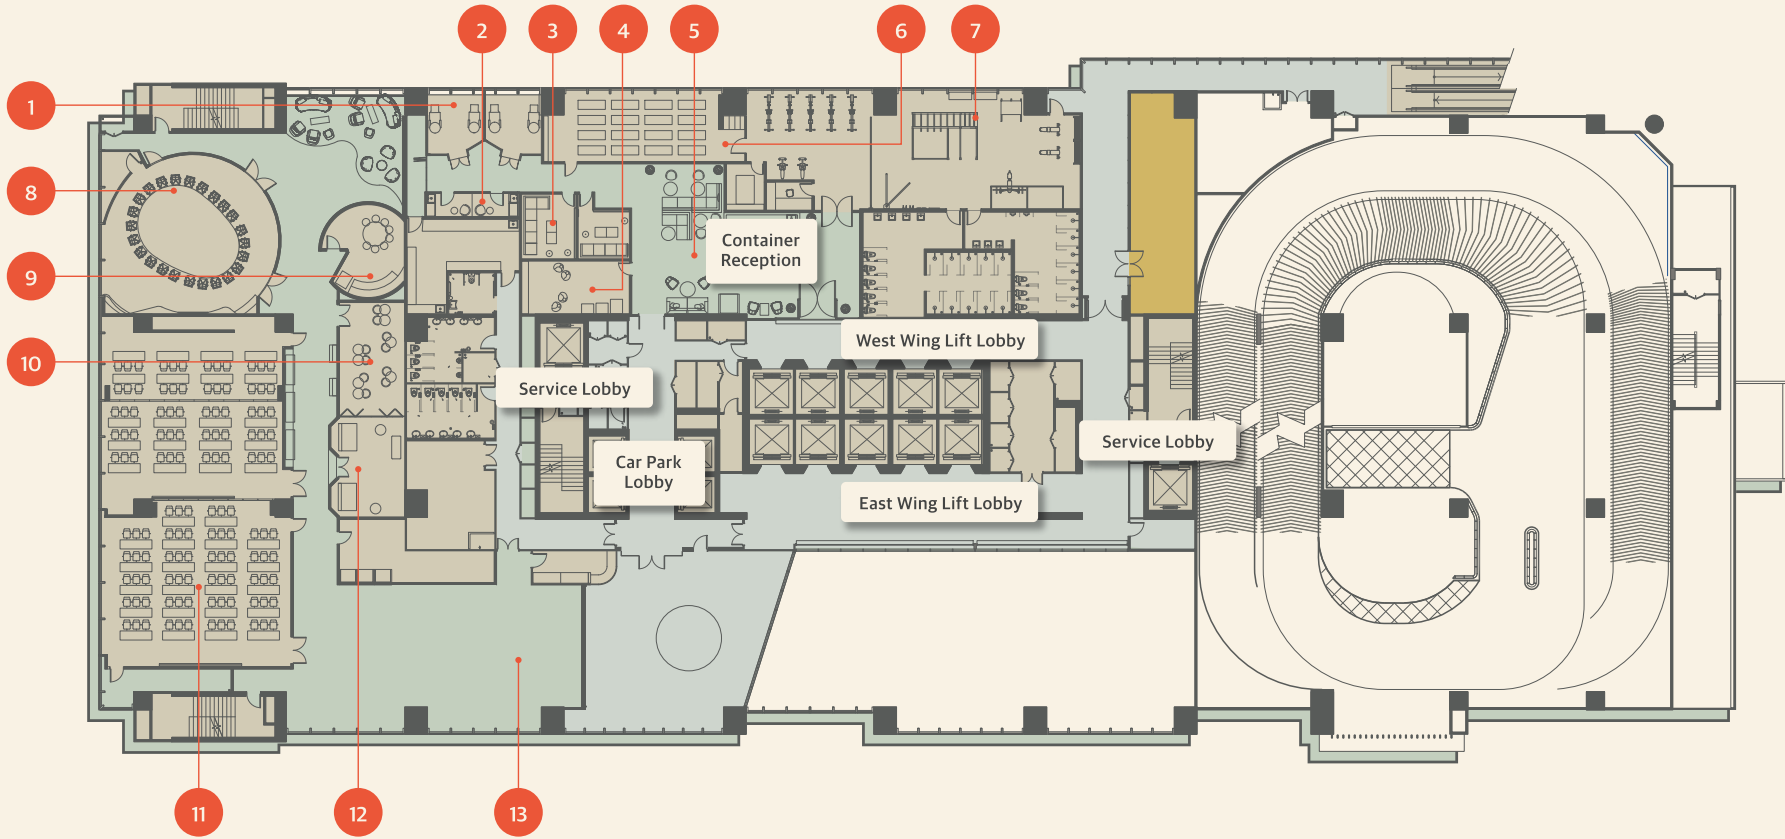 2
3
4
5
6
7
1
8
9
10
Container
Reception
West Wing Lift Lobby
Service Lobby
Service Lobby
Car Park
Lobby
East Wing Lift Lobby
11
12
13